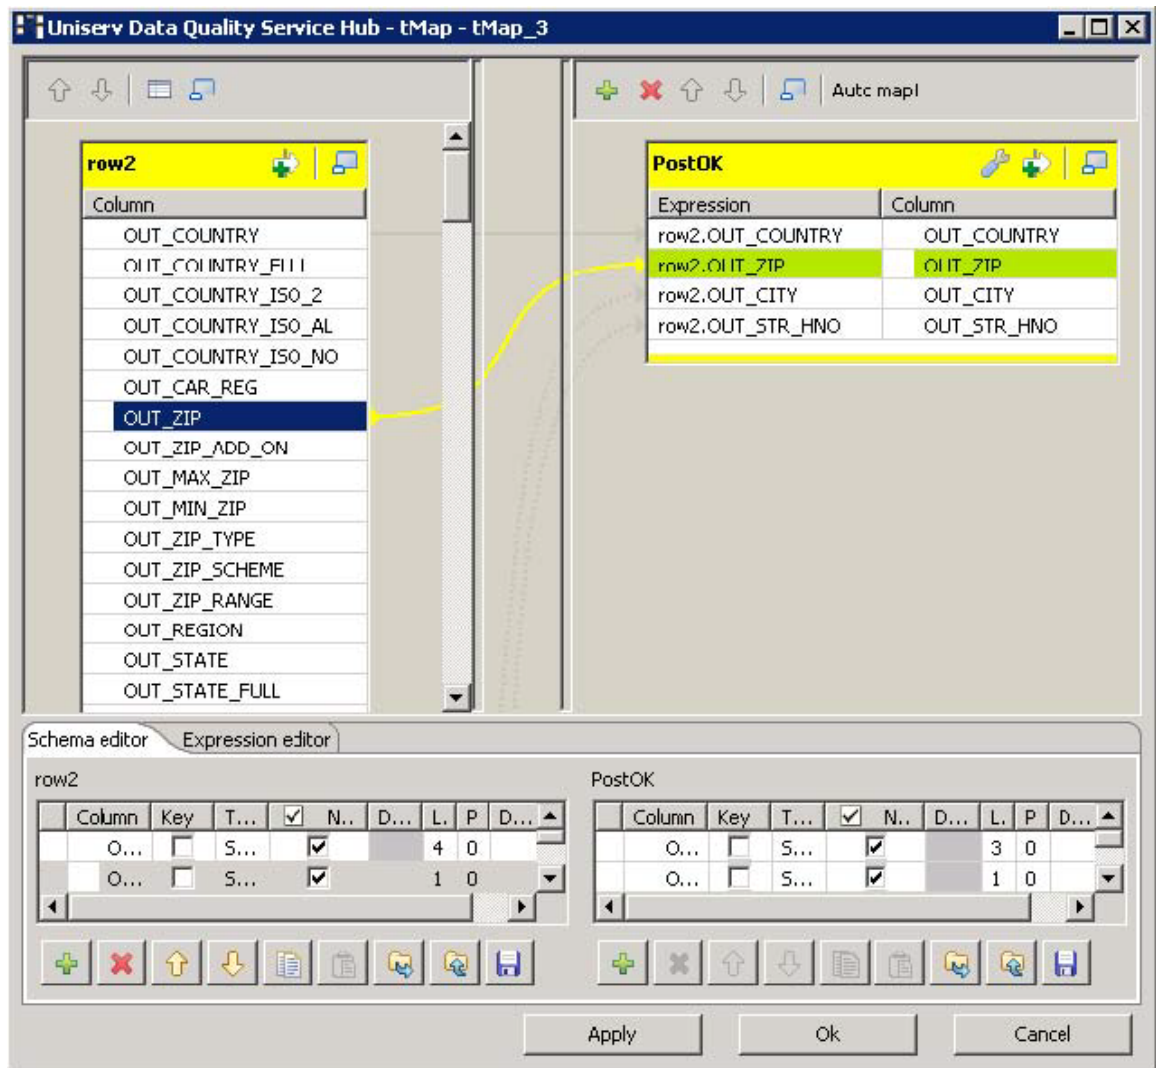 Uniserv Data Quality Service Hub - tMap - tMap_3
Auto map!
row2
Column
OUT_COUNTRY
OUT_COUNTRY_FULL
OUT_COUNTRY_ISO_2
OUT_COUNTRY_ISO_AL
OUT_COUNTRY_ISO_NO
OUT_CAR_REG
OUT_ZIP
OUT_ZIP_ADD_ON
OUT_MAX_ZIP
OUT_MIN_ZIP
OUT_ZIP_TYPE
OUT_ZIP_SCHEME
OUT_ZIP_RANGE
OUT_REGION
OUT_STATE
OUT_STATE_FULL
PostOK
Expression Column
row2.OUT_COUNTRY OUT_COUNTRY
row2.OUT_ZIP OUT_ZIP
row2.OUT_CITY OUT_CITY
row2.OUT_STR_HNO OUT_STR_HNO
Schema editor Expression editor
row2
Column Key T... N.. D... L. P D...
O... S... 4 0
O... S... 1 0
PostOK
Column Key T... N.. D... L. P D...
O... S... 3 0
O... S... 1 0
Apply Ok Cancel